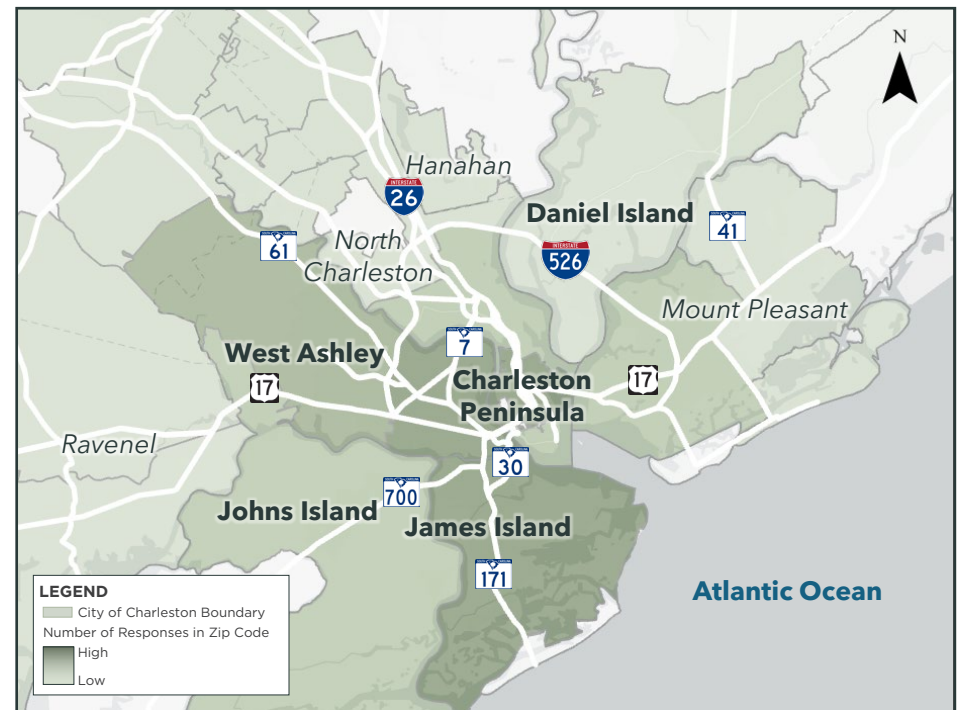 N
Hanahan
INTERSTATE
26
Daniel Island
41
61
North
Charleston
INTERSTATE
526
Mount Pleasant
7
West Ashley
17
Charleston
Peninsula
17
Ravenel
30
700
Johns Island
James Island
171
Atlantic Ocean
LEGEND
City of Charleston Boundary
Number of Responses in Zip Code
High
Low